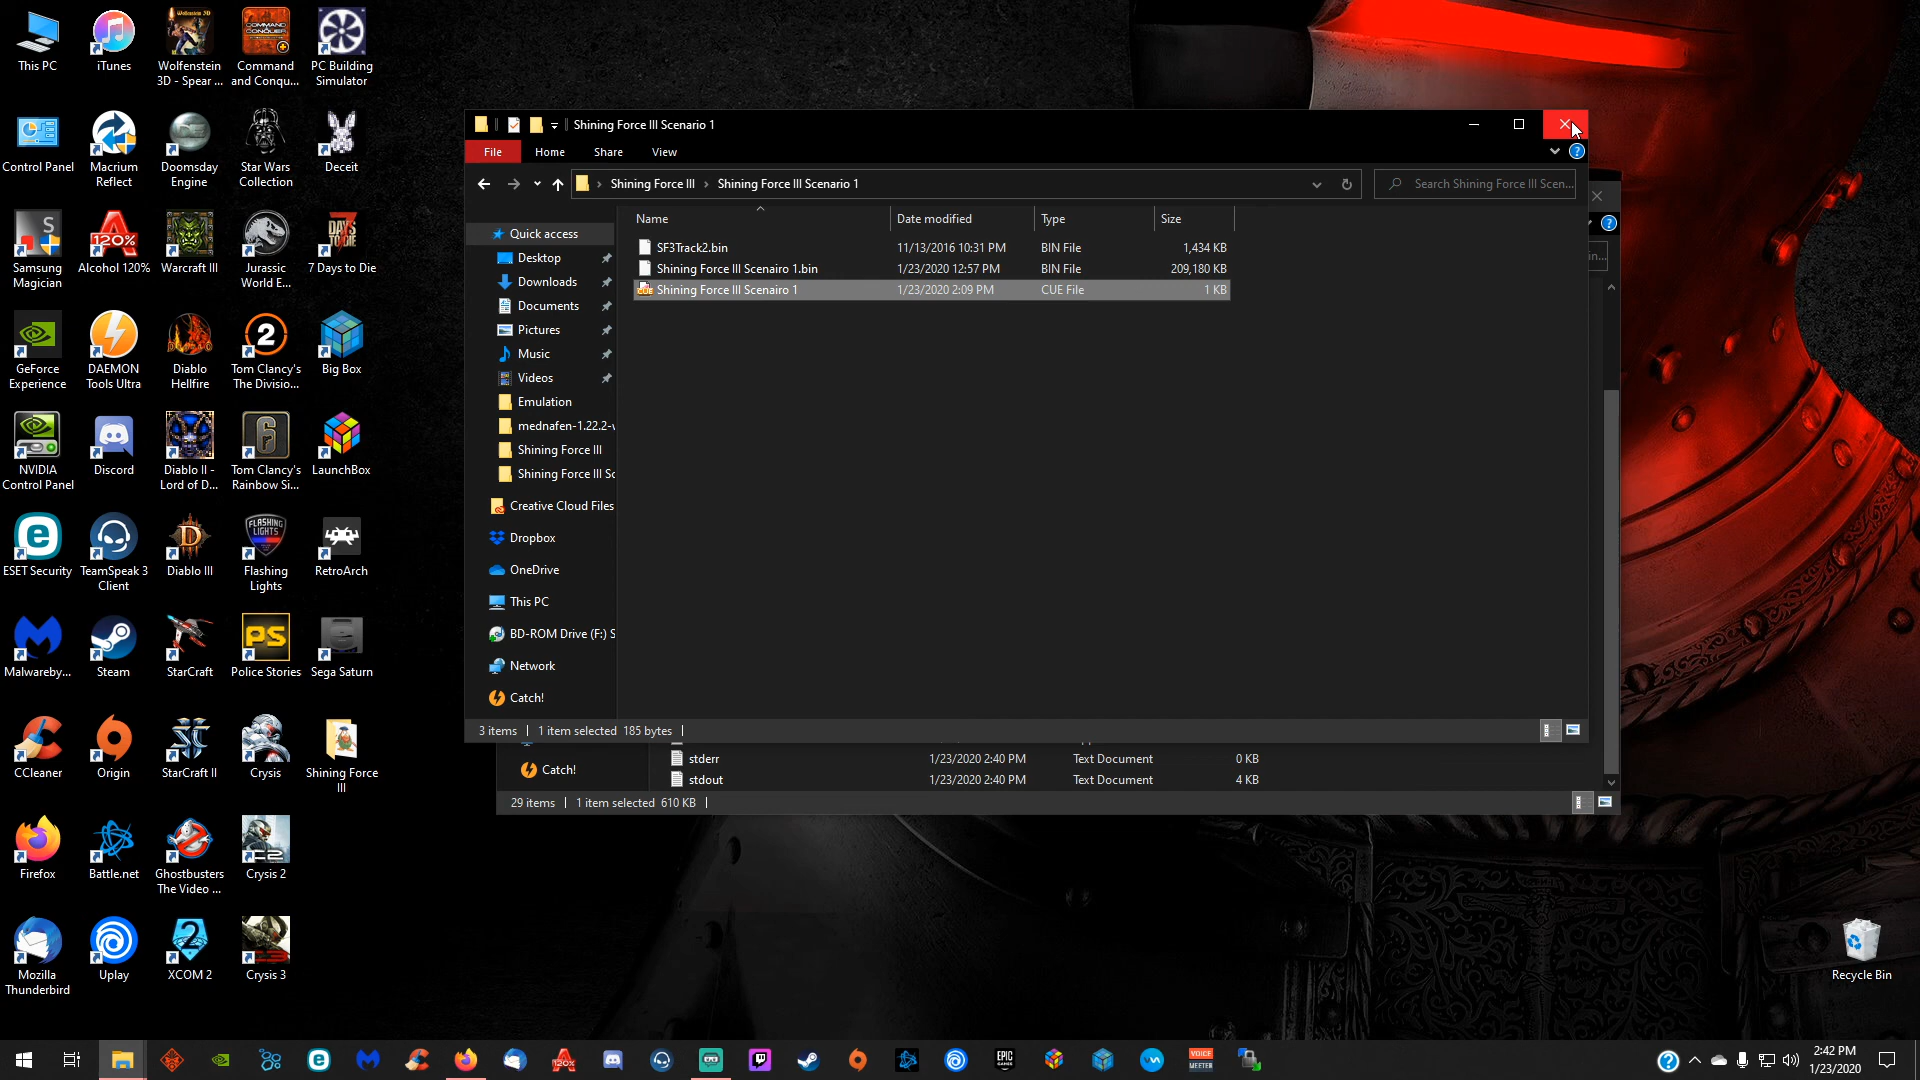 This PC
iTunes
Wolfenstein
3D - Spear ...
Command
and Conqu...
PC Building
Simulator
Control Panel
Macrium
Reflect
Doomsday
Engine
Star Wars
Collection
Deceit
Samsung
Magician
Alcohol 120%
Warcraft III
Jurassic
World E...
7 Days to Die
GeForce
Experience
DAEMON
Tools Ultra
Diablo
Hellfire
Tom Clancy's
The Divisio...
Big Box
NVIDIA
Control Panel
Discord
Diablo II -
Lord of D...
Tom Clancy's
Rainbow Si...
LaunchBox
ESET Security
TeamSpeak 3
Client
Diablo III
Flashing
Lights
RetroArch
Malwareby...
Steam
StarCraft
Police Stories
Sega Saturn
CCleaner
Origin
StarCraft II
Crysis
Shining Force
III
Firefox
Battle.net
Ghostbusters
The Video ...
Crysis 2
Mozilla
Thunderbird
Uplay
XCOM 2
Crysis 3
Shining Force III Scenario 1
File Home Share View
Shining Force III › Shining Force III Scenario 1
Search Shining Force III Scen...
Name Date modified Type Size
SF3Track2.bin 11/13/2016 10:31 PM BIN File 1,434 KB
Shining Force III Scenairo 1.bin 1/23/2020 12:57 PM BIN File 209,180 KB
Shining Force III Scenairo 1 1/23/2020 2:09 PM CUE File 1 KB
Quick access
Desktop
Downloads
Documents
Pictures
Music
Videos
Emulation
mednafen-1.22.2-w
Shining Force III
Shining Force III Sc
Creative Cloud Files
Dropbox
OneDrive
This PC
BD-ROM Drive (F:) S
Network
Catch!
3 items 1 item selected 185 bytes
in...
Catch!
stderr 1/23/2020 2:40 PM Text Document 0 KB
stdout 1/23/2020 2:40 PM Text Document 4 KB
29 items 1 item selected 610 KB
Recycle Bin
2:42 PM
1/23/2020